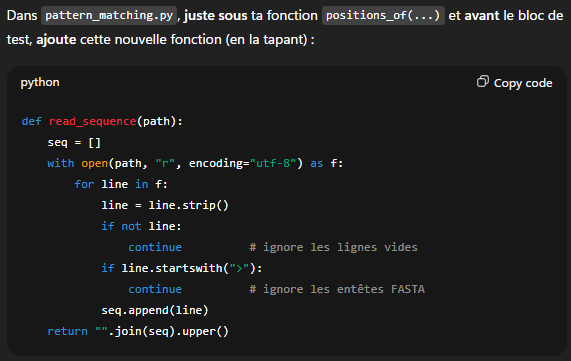 Dans pattern_matching.py, juste sous ta fonction positions_of(...) et avant le bloc de
test, ajoute cette nouvelle fonction (en la tapant) :
python
Copy code
def read_sequence(path):
    seq = []
    with open(path, "r", encoding="utf-8") as f:
        for line in f:
            line = line.strip()
            if not line:
                continue          # ignore les lignes vides
            if line.startswith(">"):
                continue          # ignore les entêtes FASTA
            seq.append(line)
    return "".join(seq).upper()